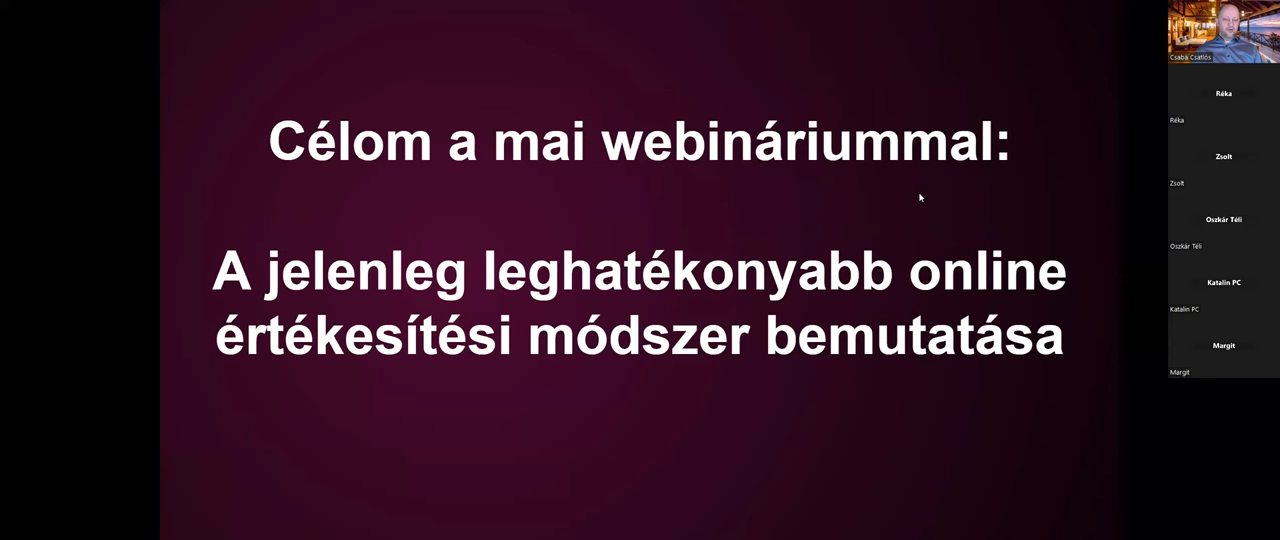 Célom a mai webináriummal:
A jelenleg leghatékonyabb online
értékesítési módszer bemutatása
Csaba Csatlós
Réka
Réka
Zsolt
Zsolt
Oszkár Téli
Oszkár Téli
Katalin PC
Katalin PC
Margit
Margit